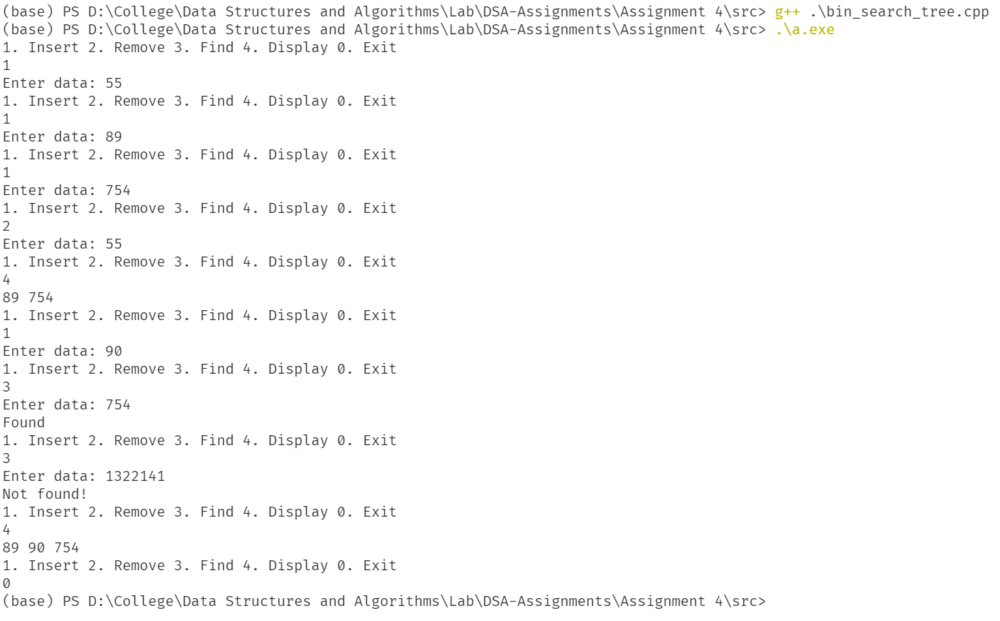 (base) PS D:\College\Data Structures and Algorithms\Lab\DSA-Assignments\Assignment 4\src> g++ .\bin_search_tree.cpp
(base) PS D:\College\Data Structures and Algorithms\Lab\DSA-Assignments\Assignment 4\src> .\a.exe
1. Insert 2. Remove 3. Find 4. Display 0. Exit
1
Enter data: 55
1. Insert 2. Remove 3. Find 4. Display 0. Exit
1
Enter data: 89
1. Insert 2. Remove 3. Find 4. Display 0. Exit
1
Enter data: 754
1. Insert 2. Remove 3. Find 4. Display 0. Exit
2
Enter data: 55
1. Insert 2. Remove 3. Find 4. Display 0. Exit
4
89 754
1. Insert 2. Remove 3. Find 4. Display 0. Exit
1
Enter data: 90
1. Insert 2. Remove 3. Find 4. Display 0. Exit
3
Enter data: 754
Found
1. Insert 2. Remove 3. Find 4. Display 0. Exit
3
Enter data: 1322141
Not found!
1. Insert 2. Remove 3. Find 4. Display 0. Exit
4
89 90 754
1. Insert 2. Remove 3. Find 4. Display 0. Exit
0
(base) PS D:\College\Data Structures and Algorithms\Lab\DSA-Assignments\Assignment 4\src>